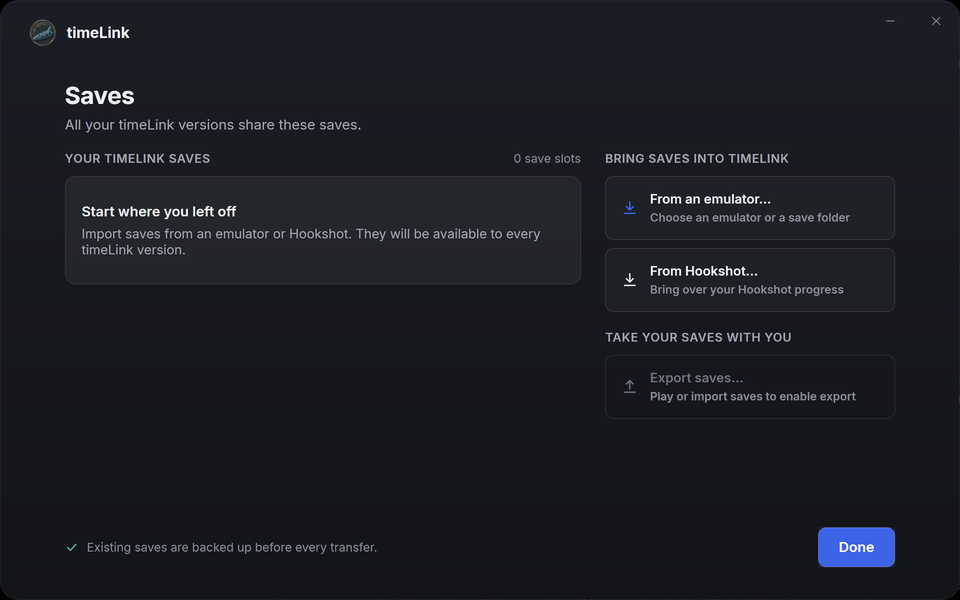 timeLink
Saves
All your timeLink versions share these saves.
YOUR TIMELINK SAVES
0 save slots
Start where you left off
Import saves from an emulator or Hookshot. They will be available to every
timeLink version.
BRING SAVES INTO TIMELINK
From an emulator...
Choose an emulator or a save folder
From Hookshot...
Bring over your Hookshot progress
TAKE YOUR SAVES WITH YOU
Export saves...
Play or import saves to enable export
Existing saves are backed up before every transfer.
Done